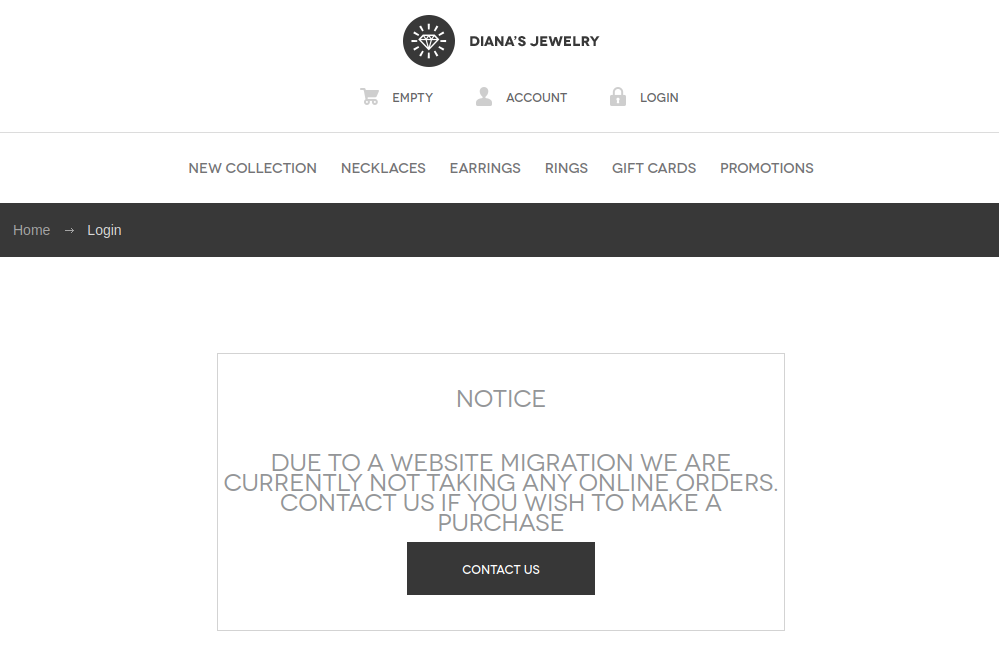 DIANA'S JEWELRY
EMPTY ACCOUNT LOGIN
NEW COLLECTION NECKLACES EARRINGS RINGS GIFT CARDS PROMOTIONS
Home → Login
NOTICE
DUE TO A WEBSITE MIGRATION WE ARE
CURRENTLY NOT TAKING ANY ONLINE ORDERS.
CONTACT US IF YOU WISH TO MAKE A
PURCHASE
CONTACT US